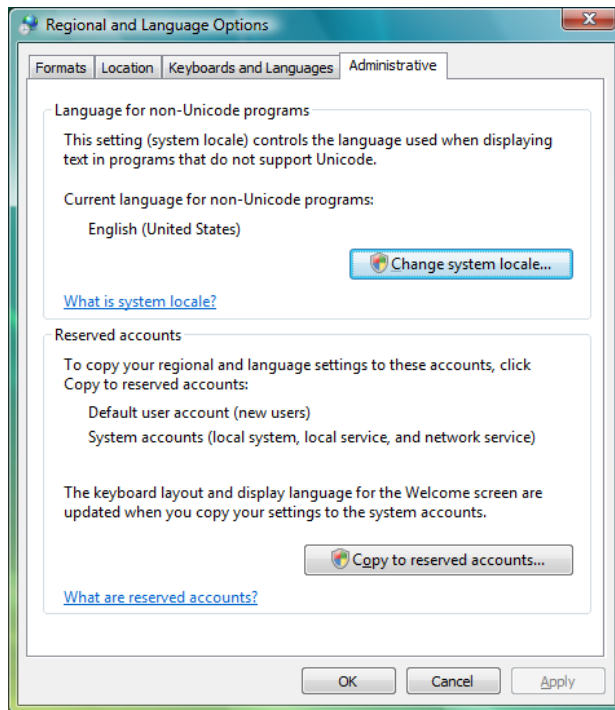 Regional and Language Options
Formats Location Keyboards and Languages Administrative
Language for non-Unicode programs
This setting (system locale) controls the language used when displaying
text in programs that do not support Unicode.
Current language for non-Unicode programs:
English (United States)
Change system locale...
What is system locale?
Reserved accounts
To copy your regional and language settings to these accounts, click
Copy to reserved accounts:
Default user account (new users)
System accounts (local system, local service, and network service)
The keyboard layout and display language for the Welcome screen are
updated when you copy your settings to the system accounts.
Copy to reserved accounts...
What are reserved accounts?
OK Cancel Apply